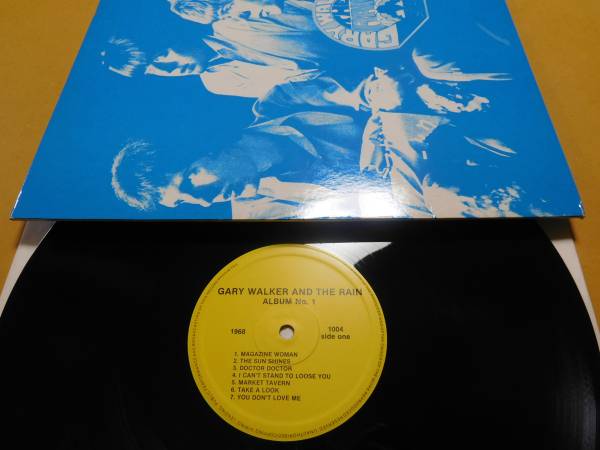 GARY WALKER AND THE RAIN
ALBUM No. 1
1968
1004
side one
1. MAGAZINE WOMAN
2. THE SUN SHINES
3. DOCTOR DOCTOR
4. I CAN'T STAND TO LOOSE YOU
5. MARKET TAVERN
6. TAKE A LOOK
7. YOU DON'T LOVE ME
GARY